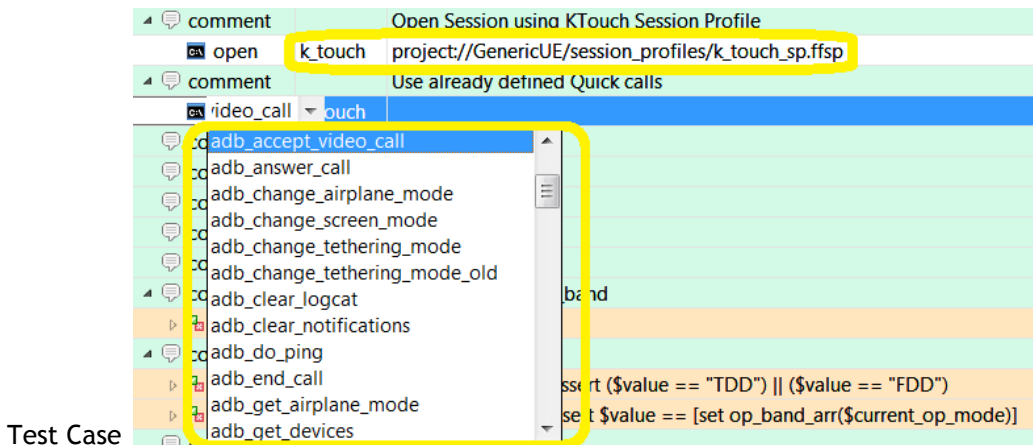 comment Open Session using KTouch Session Profile
open k_touch project://GenericUE/session_profiles/k_touch_sp.ffsp
comment Use already defined Quick calls
video_call ouch
adb_accept_video_call
adb_answer_call
adb_change_airplane_mode
adb_change_screen_mode
adb_change_tethering_mode
adb_change_tethering_mode_old
adb_clear_logcat band
adb_clear_notifications
adb_do_ping
adb_end_call ssert ($value == "TDD") || ($value == "FDD")
adb_get_airplane_mode $value == [set op_band_arr($current_op_mode)]
adb_get_devices
Test Case